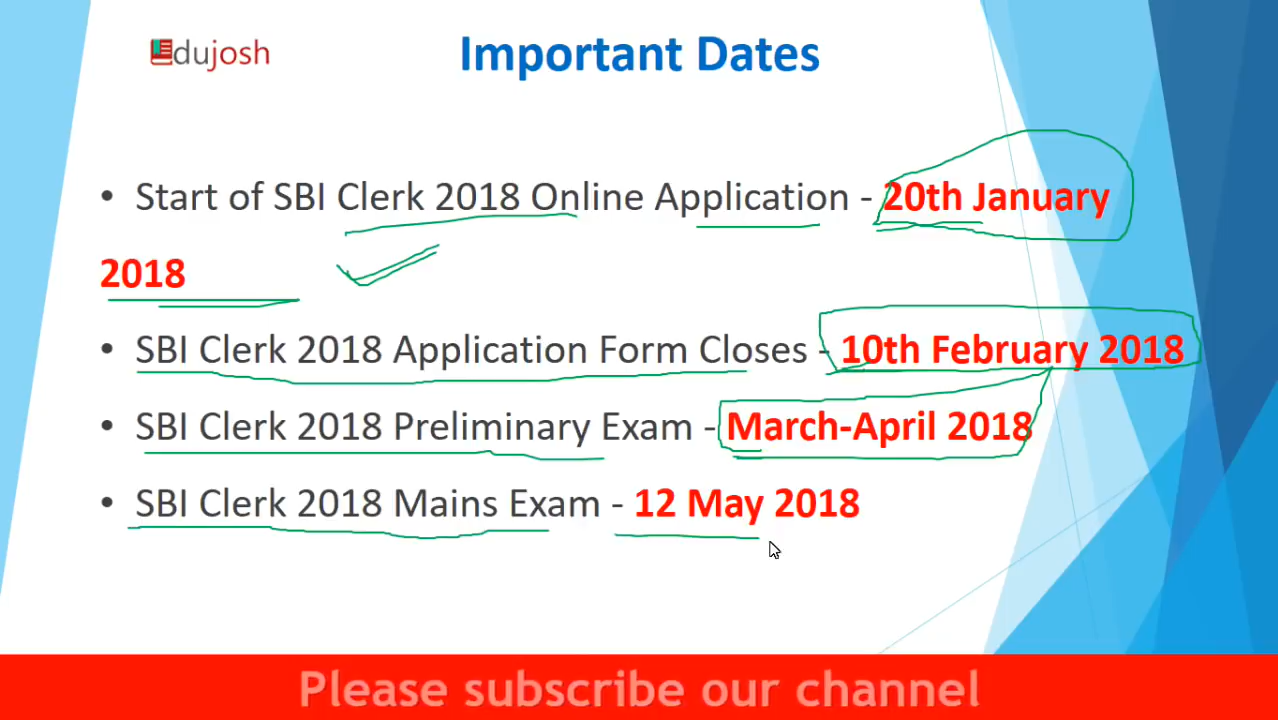 Edujosh
Important Dates
• Start of SBI Clerk 2018 Online Application - 20th January
2018
• SBI Clerk 2018 Application Form Closes - 10th February 2018
• SBI Clerk 2018 Preliminary Exam - March-April 2018
• SBI Clerk 2018 Mains Exam - 12 May 2018
Please subscribe our channel